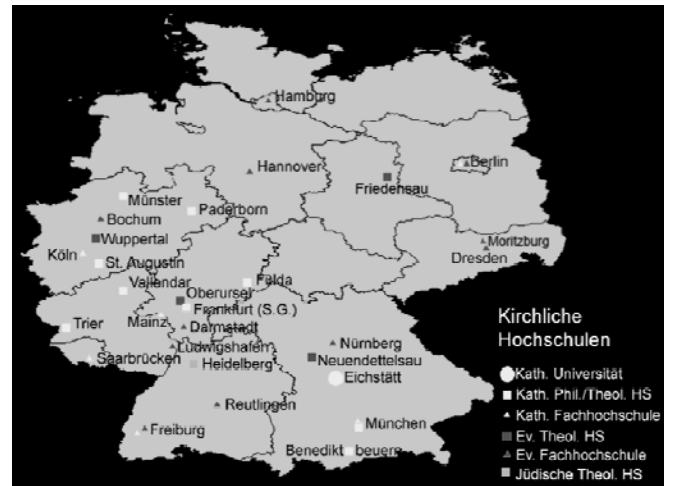 Hamburg
Hannover
Berlin
Friedensau
Münster
Paderborn
Bochum
Wuppertal
Moritzburg
Köln
St. Augustin
Dresden
Vallendar
Fulda
Oberursel
Frankfurt (S.G.)
Trier
Mainz
Darmstadt
Ludwigshafen
Nürnberg
Saarbrücken
Heidelberg
Neuendettelsau
Eichstätt
Reutlingen
Freiburg
München
Benediktbeuern
Kirchliche
Hochschulen
Kath. Universität
Kath. Phil./Theol. HS
Kath. Fachhochschule
Ev. Theol. HS
Ev. Fachhochschule
Jüdische Theol. HS